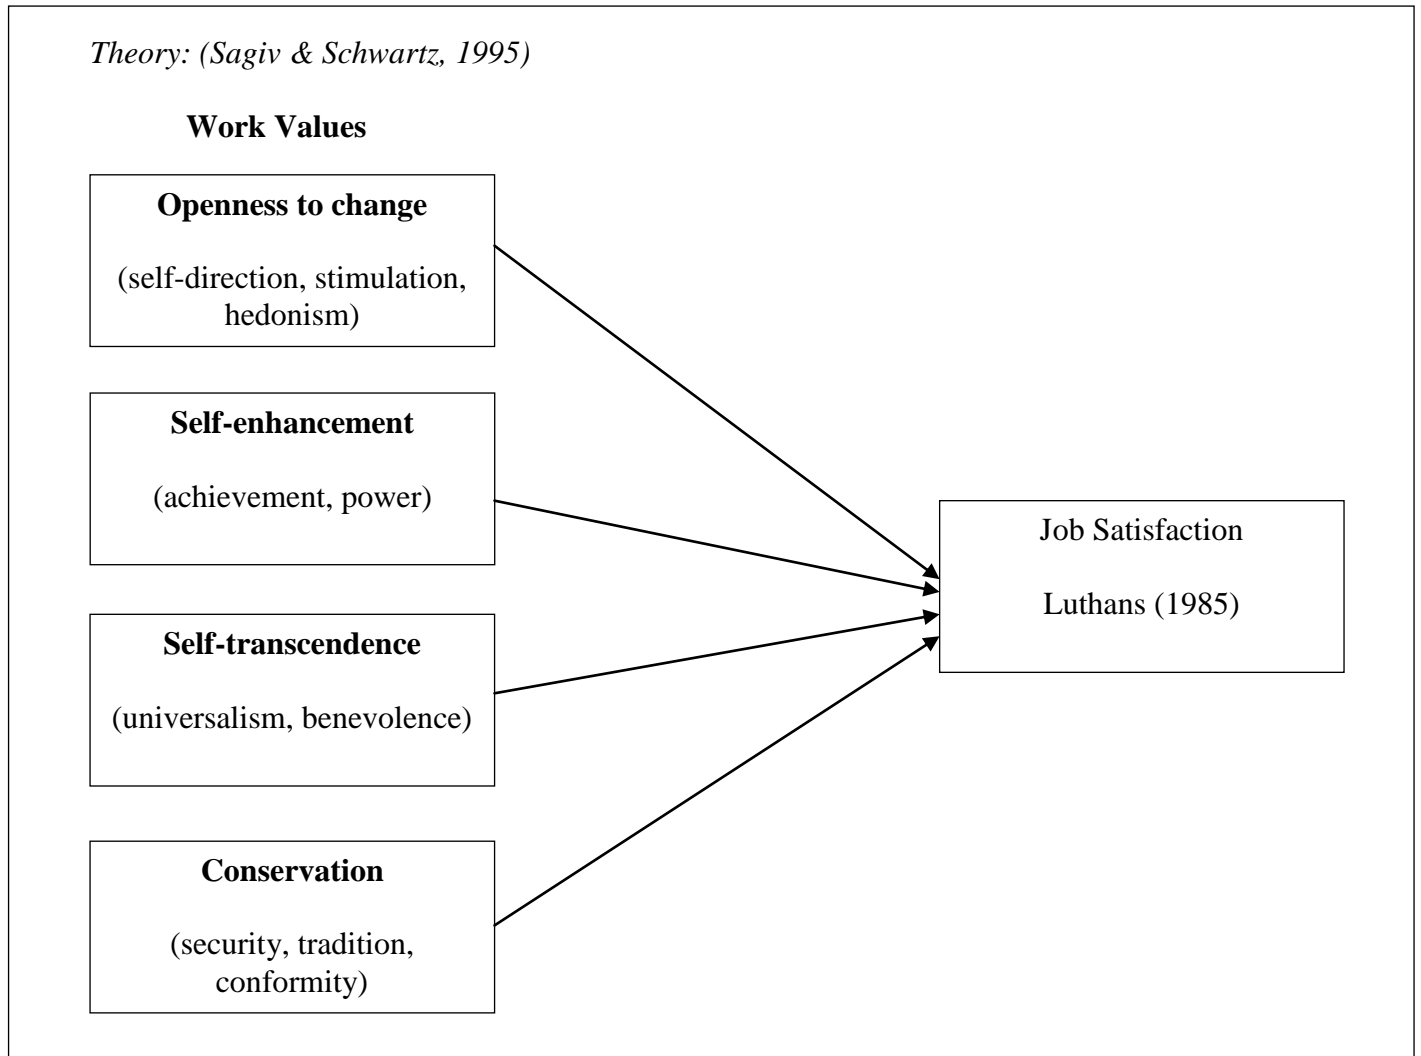 Theory: (Sagiv & Schwartz, 1995)
Work Values
Openness to change
(self-direction, stimulation,
hedonism)
Self-enhancement
(achievement, power)
Self-transcendence
(universalism, benevolence)
Conservation
(security, tradition,
conformity)
Job Satisfaction
Luthans (1985)